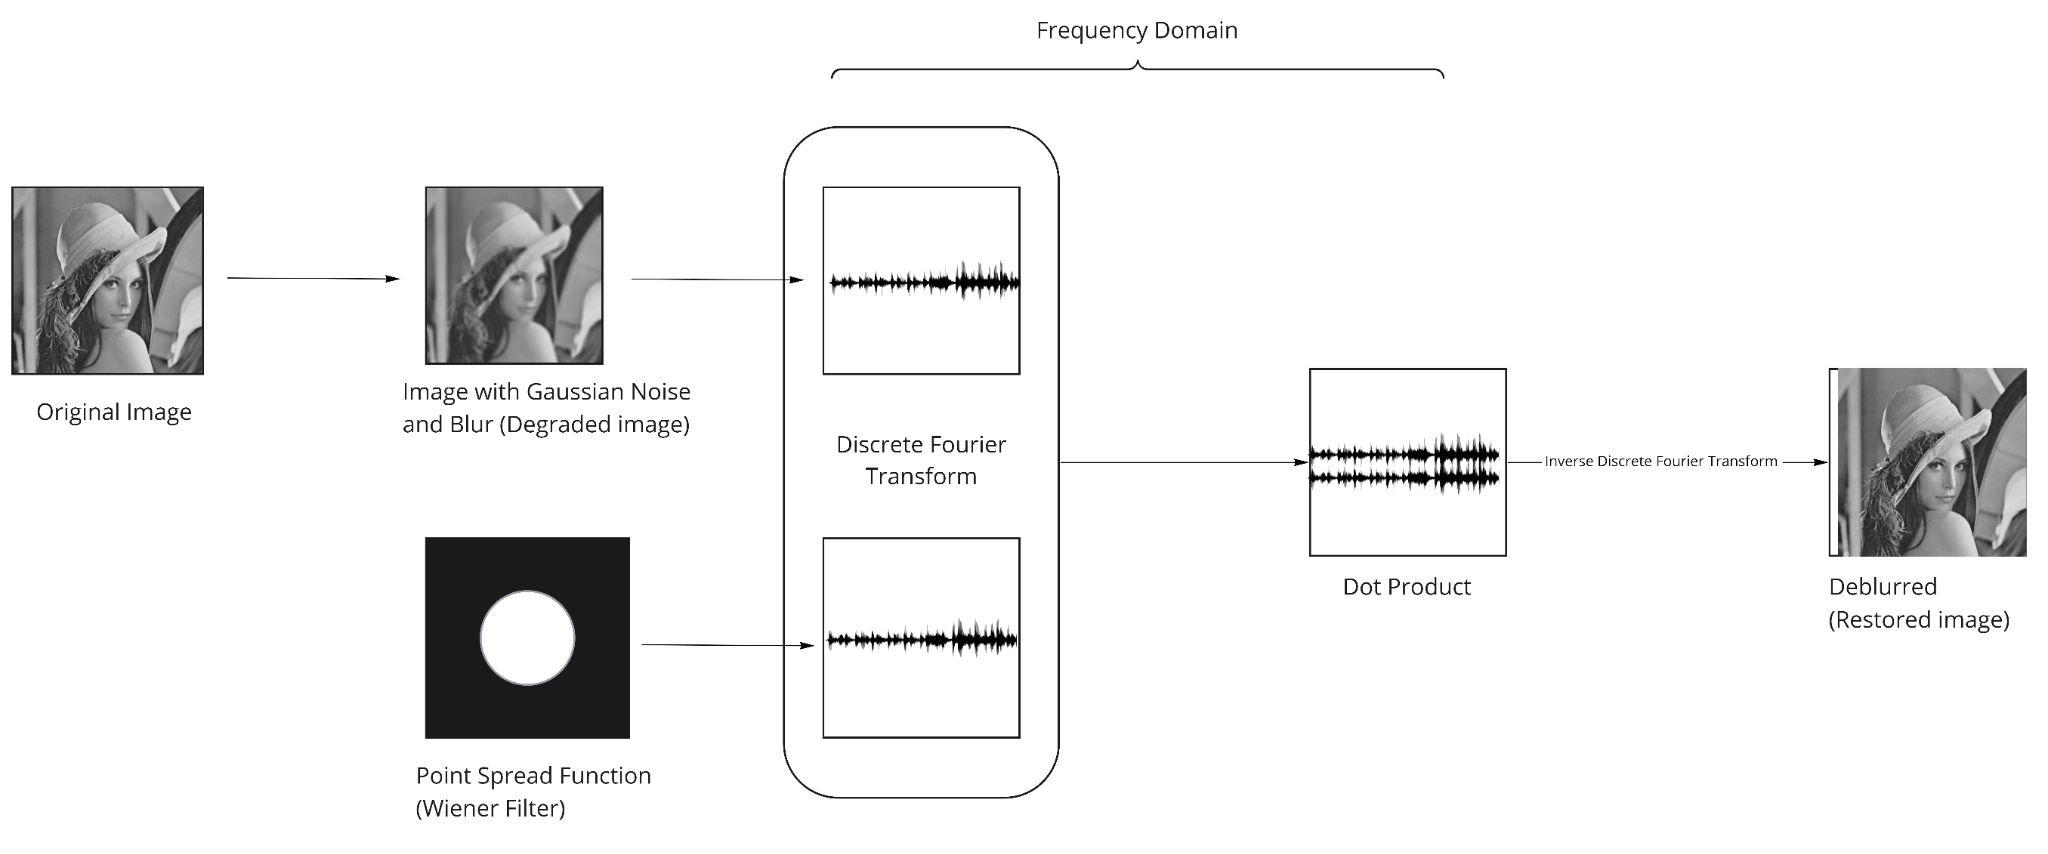 Frequency Domain
Original Image
Image with Gaussian Noise
and Blur (Degraded image)
Discrete Fourier
Transform
Point Spread Function
(Wiener Filter)
Dot Product
Inverse Discrete Fourier Transform
Deblurred
(Restored image)